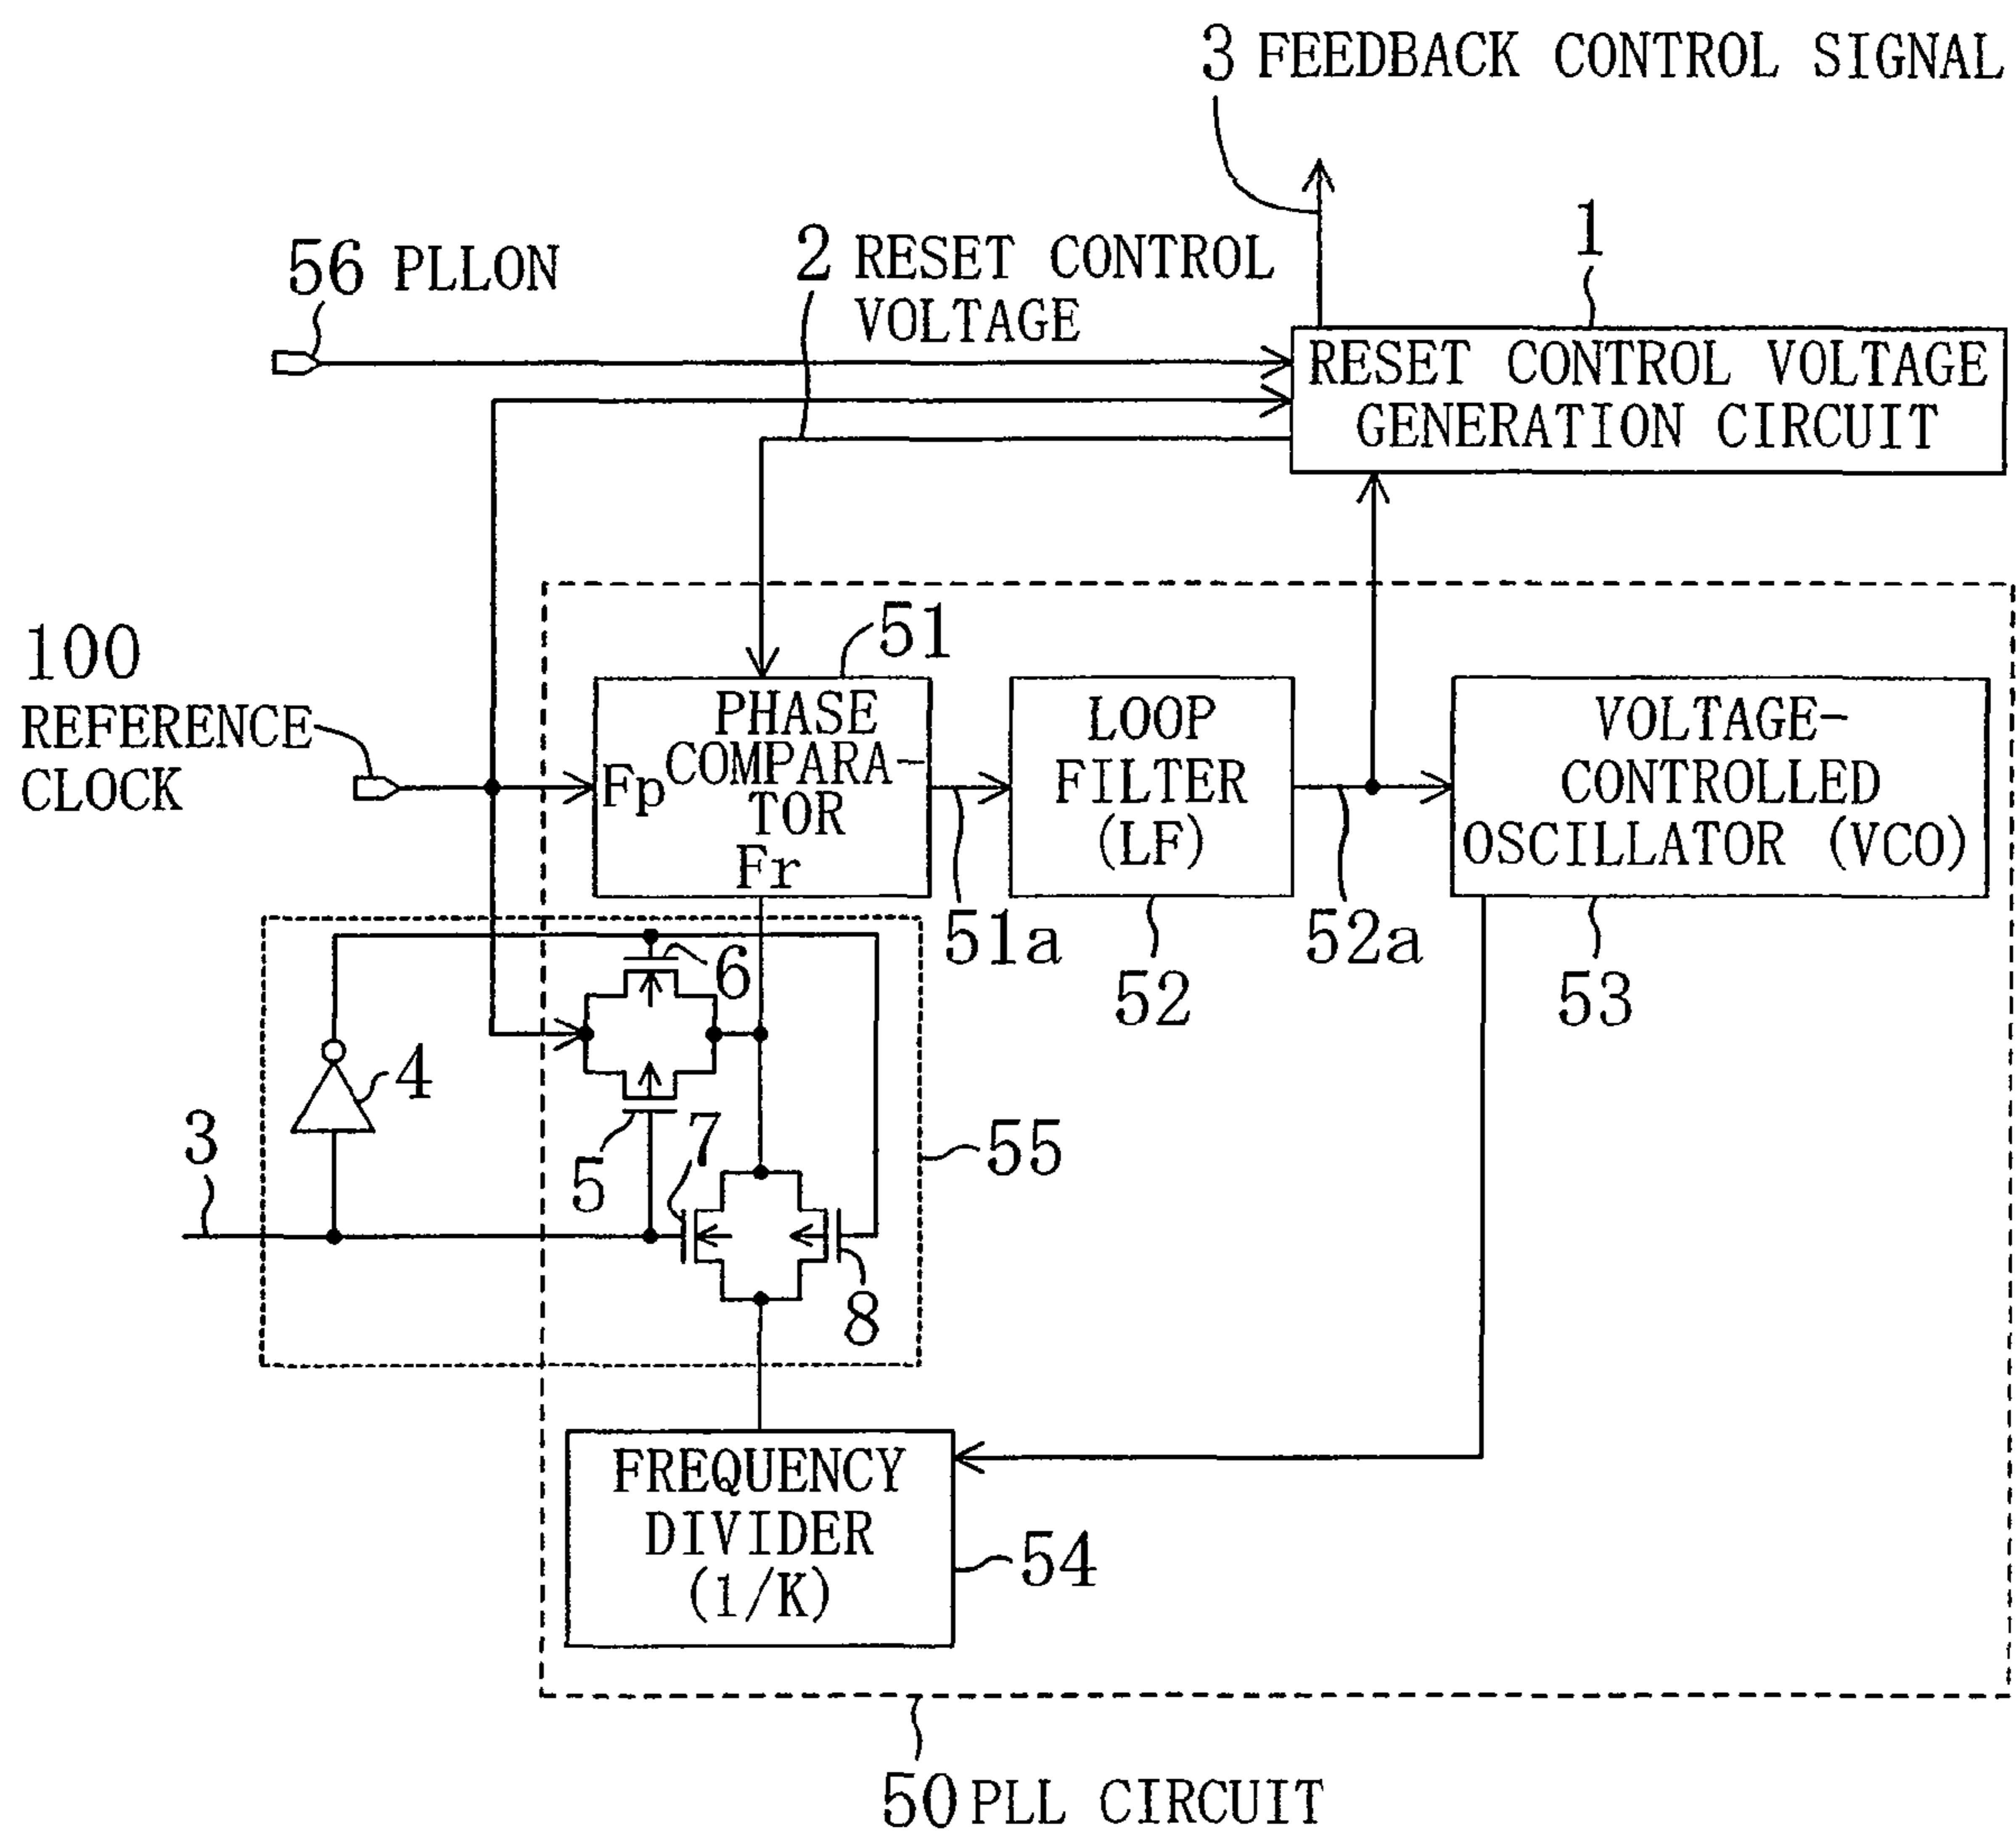 3 FEEDBACK CONTROL SIGNAL
1
2 RESET CONTROL
VOLTAGE
56 PLLON
RESET CONTROL VOLTAGE
GENERATION CIRCUIT
51
100
REFERENCE
CLOCK
PHASE
COMPARA-
TOR
Fp
Fr
LOOP
FILTER
(LF)
VOLTAGE-
CONTROLLED
OSCILLATOR (VCO)
51a
52
52a
53
6
4
5
7
55
3
8
FREQUENCY
DIVIDER
(1/K)
54
50 PLL CIRCUIT